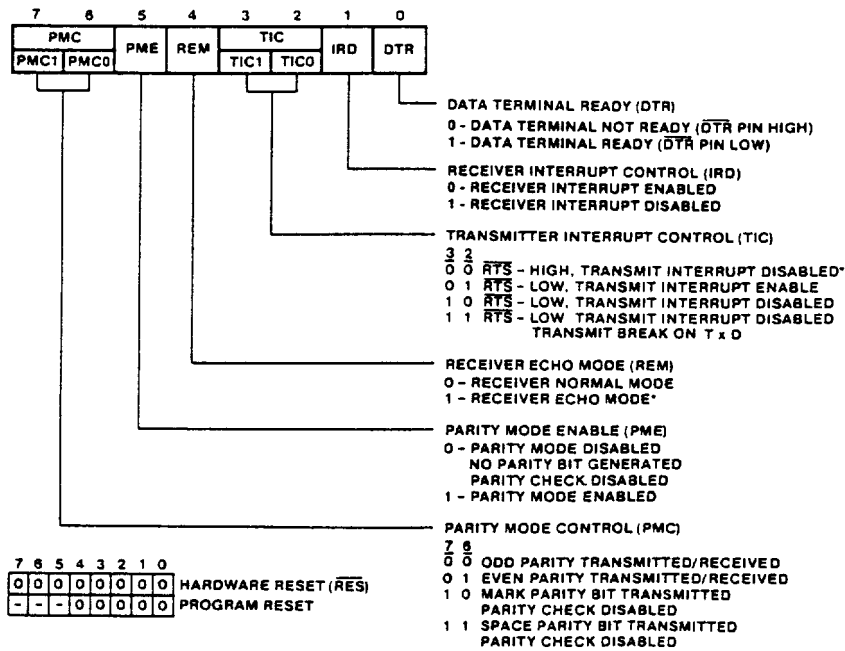 7 6 5 4 3 2 1 0
PMC PME REM TIC IRD DTR
PMC1 PMC0 TIC1 TIC0
DATA TERMINAL READY (DTR)
0 - DATA TERMINAL NOT READY (D̅T̅R̅ PIN HIGH)
1 - DATA TERMINAL READY (D̅T̅R̅ PIN LOW)
RECEIVER INTERRUPT CONTROL (IRD)
0 - RECEIVER INTERRUPT ENABLED
1 - RECEIVER INTERRUPT DISABLED
TRANSMITTER INTERRUPT CONTROL (TIC)
3 2
0 0 R̅T̅S̅ - HIGH, TRANSMIT INTERRUPT DISABLED*
0 1 R̅T̅S̅ - LOW, TRANSMIT INTERRUPT ENABLE
1 0 R̅T̅S̅ - LOW, TRANSMIT INTERRUPT DISABLED
1 1 R̅T̅S̅ - LOW TRANSMIT INTERRUPT DISABLED
TRANSMIT BREAK ON T x D
RECEIVER ECHO MODE (REM)
0 - RECEIVER NORMAL MODE
1 - RECEIVER ECHO MODE*
PARITY MODE ENABLE (PME)
0 - PARITY MODE DISABLED
NO PARITY BIT GENERATED
PARITY CHECK DISABLED
1 - PARITY MODE ENABLED
PARITY MODE CONTROL (PMC)
7 6
0 0 ODD PARITY TRANSMITTED/RECEIVED
0 1 EVEN PARITY TRANSMITTED/RECEIVED
1 0 MARK PARITY BIT TRANSMITTED
PARITY CHECK DISABLED
1 1 SPACE PARITY BIT TRANSMITTED
PARITY CHECK DISABLED
7 6 5 4 3 2 1 0
0 0 0 0 0 0 0 0 HARDWARE RESET (R̅E̅S̅)
- - - 0 0 0 0 0 PROGRAM RESET